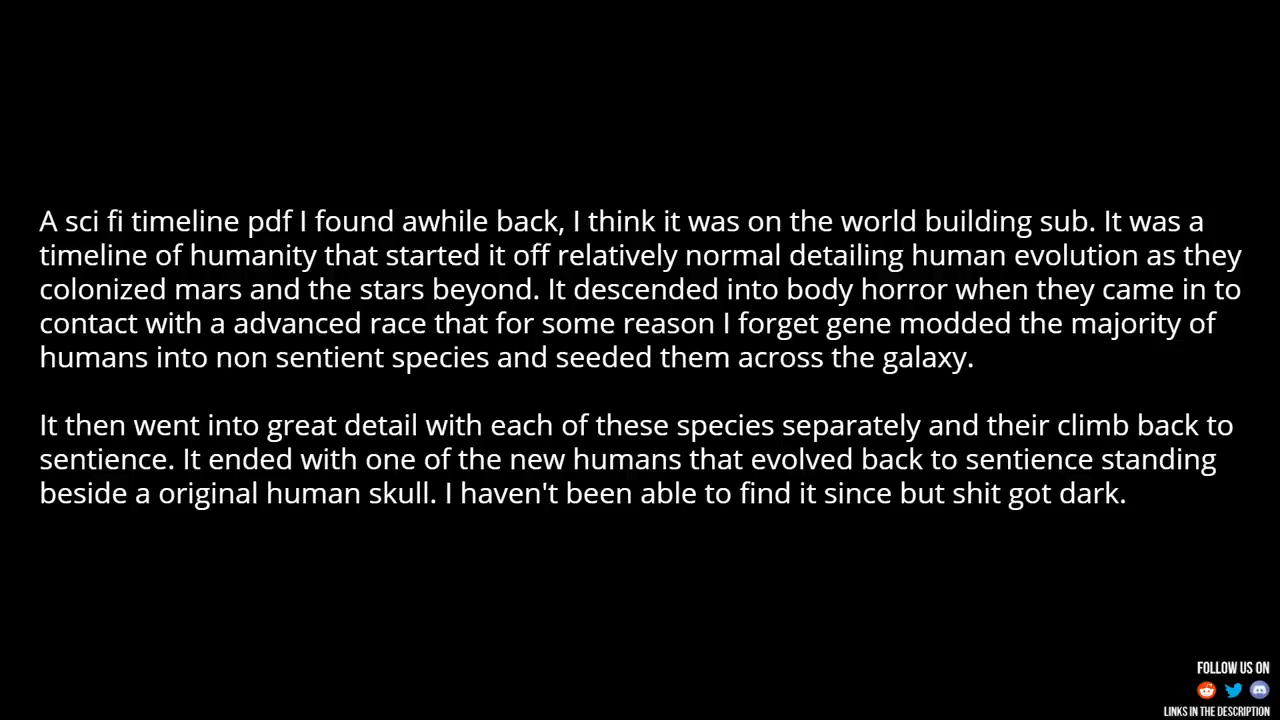 A sci fi timeline pdf I found awhile back, I think it was on the world building sub. It was a
timeline of humanity that started it off relatively normal detailing human evolution as they
colonized mars and the stars beyond. It descended into body horror when they came in to
contact with a advanced race that for some reason I forget gene modded the majority of
humans into non sentient species and seeded them across the galaxy.
It then went into great detail with each of these species separately and their climb back to
sentience. It ended with one of the new humans that evolved back to sentience standing
beside a original human skull. I haven't been able to find it since but shit got dark.
FOLLOW US ON
LINKS IN THE DESCRIPTION